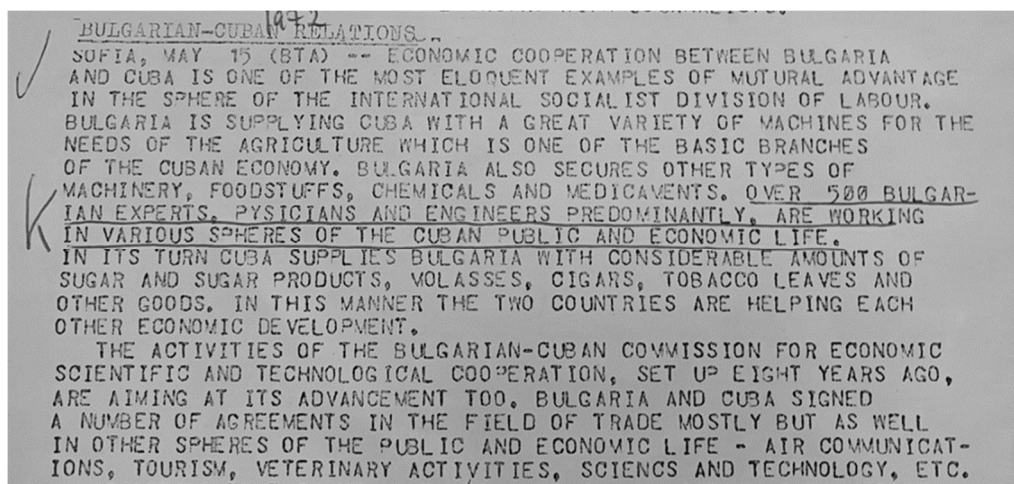 1972
BULGARIAN-CUBAN RELATIONS..
SOFIA, MAY 15 (BTA) -- ECONOMIC COOPERATION BETWEEN BULGARIA
AND CUBA IS ONE OF THE MOST ELOQUENT EXAMPLES OF MUTURAL ADVANTAGE
IN THE SPHERE OF THE INTERNATIONAL SOCIALIST DIVISION OF LABOUR.
BULGARIA IS SUPPLYING CUBA WITH A GREAT VARIETY OF MACHINES FOR THE
NEEDS OF THE AGRICULTURE WHICH IS ONE OF THE BASIC BRANCHES
OF THE CUBAN ECONOMY. BULGARIA ALSO SECURES OTHER TYPES OF
MACHINERY, FOODSTUFFS, CHEMICALS AND MEDICAMENTS. OVER 500 BULGAR-
IAN EXPERTS, PYSICIANS AND ENGINEERS PREDOMINANTLY, ARE WORKING
IN VARIOUS SPHERES OF THE CUBAN PUBLIC AND ECONOMIC LIFE.
IN ITS TURN CUBA SUPPLIES BULGARIA WITH CONSIDERABLE AMOUNTS OF
SUGAR AND SUGAR PRODUCTS, MOLASSES, CIGARS, TOBACCO LEAVES AND
OTHER GOODS. IN THIS MANNER THE TWO COUNTRIES ARE HELPING EACH
OTHER ECONOMIC DEVELOPMENT.
THE ACTIVITIES OF THE BULGARIAN-CUBAN COMMISSION FOR ECONOMIC
SCIENTIFIC AND TECHNOLOGICAL COOPERATION, SET UP EIGHT YEARS AGO,
ARE AIMING AT ITS ADVANCEMENT TOO. BULGARIA AND CUBA SIGNED
A NUMBER OF AGREEMENTS IN THE FIELD OF TRADE MOSTLY BUT AS WELL
IN OTHER SPHERES OF THE PUBLIC AND ECONOMIC LIFE - AIR COMMUNICAT-
IONS, TOURISM, VETERINARY ACTIVITIES, SCIENCS AND TECHNOLOGY, ETC.